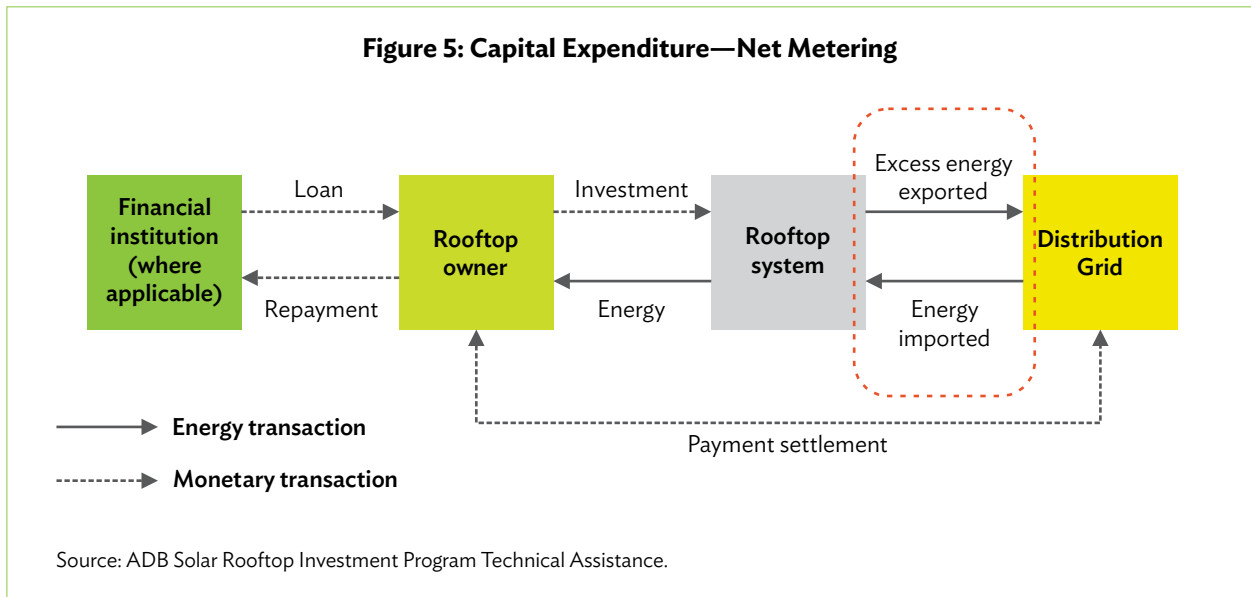 Figure 5: Capital Expenditure—Net Metering
Financial
institution
(where
applicable)
Loan
Repayment
Rooftop
owner
Investment
Energy
Rooftop
system
Excess energy
exported
Energy
imported
Distribution
Grid
Payment settlement
Energy transaction
Monetary transaction
Source: ADB Solar Rooftop Investment Program Technical Assistance.